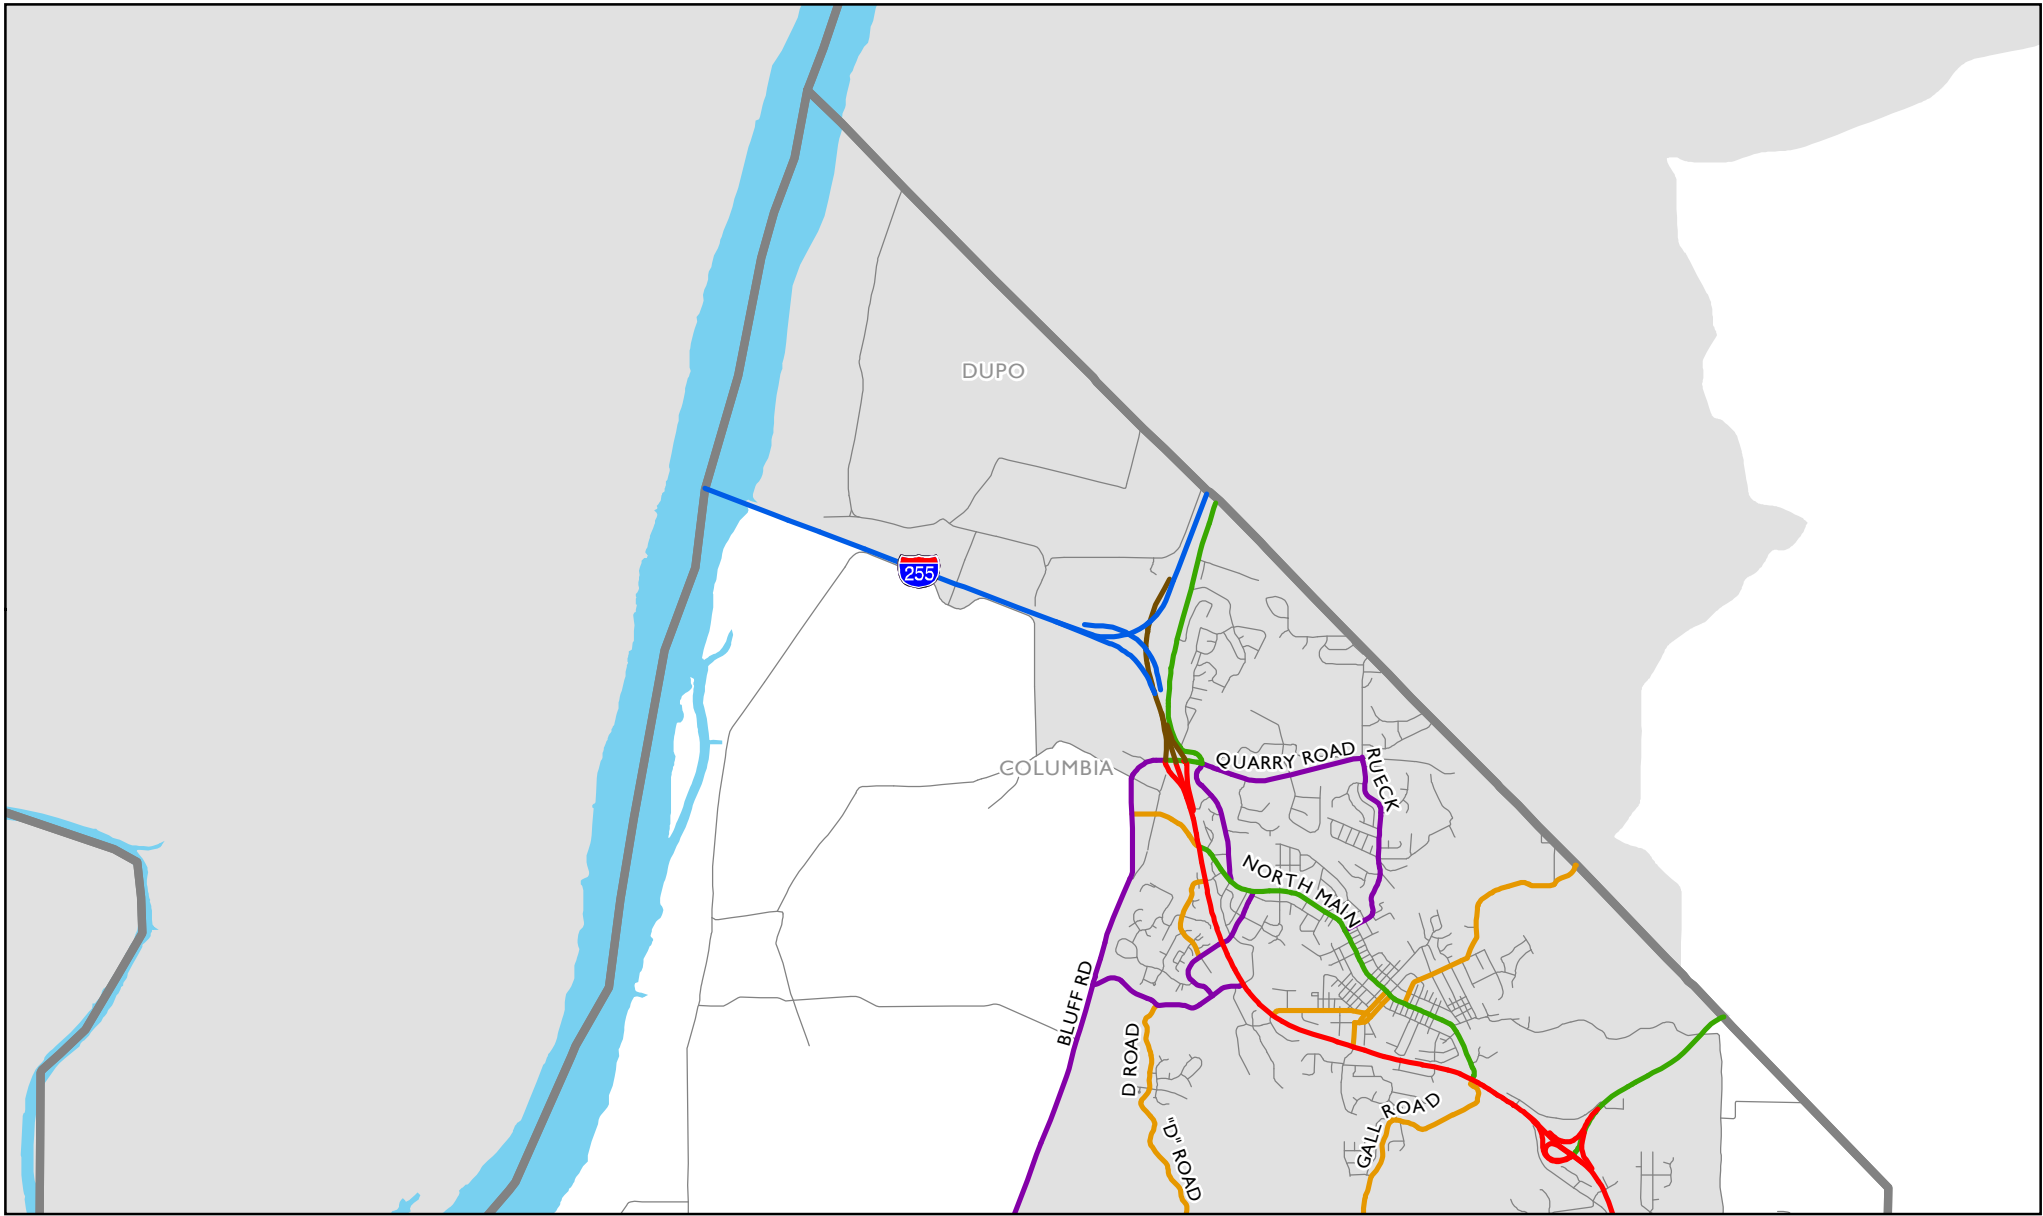 DUPO
255
COLUMBIA
QUARRY ROAD
RUECK
NORTH MAIN
BLUFF RD
D ROAD
"D" ROAD
GALL ROAD